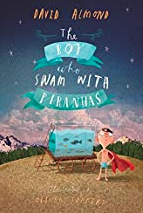 DAVID ALMOND
The
BOY
who
SWAM WITH
PIRANHAS